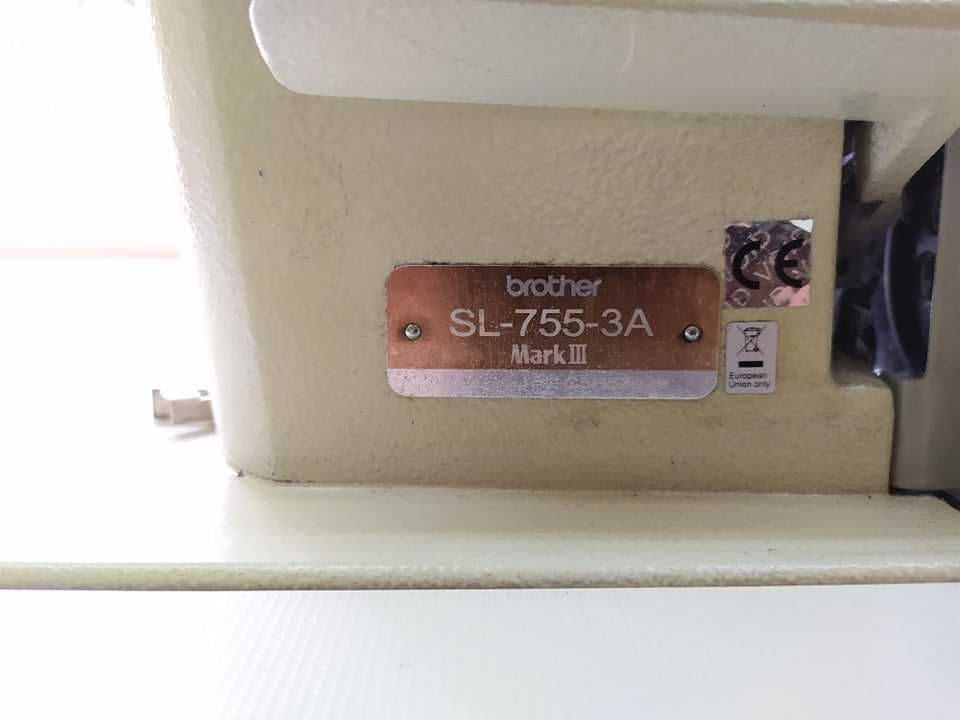 brother
SL-755-3A
Mark III
CE
European
Union only